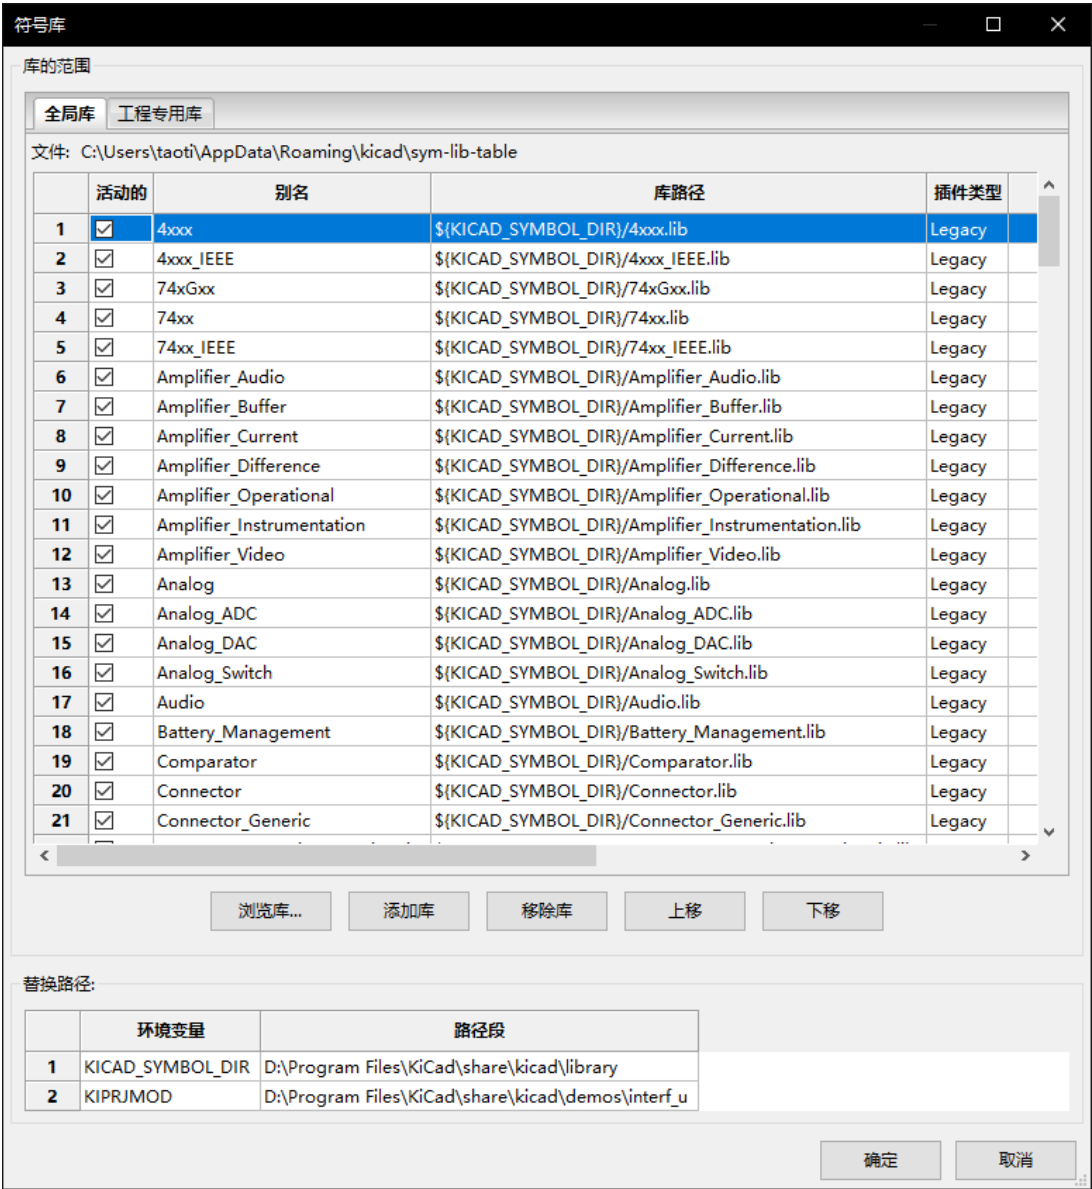 符号库
库的范围
全局库 工程专用库
文件: C:\Users\taoti\AppData\Roaming\kicad\sym-lib-table
活动的 别名 库路径 插件类型
1 4xxx ${KICAD_SYMBOL_DIR}/4xxx.lib Legacy
2 4xxx_IEEE ${KICAD_SYMBOL_DIR}/4xxx_IEEE.lib Legacy
3 74xGxx ${KICAD_SYMBOL_DIR}/74xGxx.lib Legacy
4 74xx ${KICAD_SYMBOL_DIR}/74xx.lib Legacy
5 74xx_IEEE ${KICAD_SYMBOL_DIR}/74xx_IEEE.lib Legacy
6 Amplifier_Audio ${KICAD_SYMBOL_DIR}/Amplifier_Audio.lib Legacy
7 Amplifier_Buffer ${KICAD_SYMBOL_DIR}/Amplifier_Buffer.lib Legacy
8 Amplifier_Current ${KICAD_SYMBOL_DIR}/Amplifier_Current.lib Legacy
9 Amplifier_Difference ${KICAD_SYMBOL_DIR}/Amplifier_Difference.lib Legacy
10 Amplifier_Operational ${KICAD_SYMBOL_DIR}/Amplifier_Operational.lib Legacy
11 Amplifier_Instrumentation ${KICAD_SYMBOL_DIR}/Amplifier_Instrumentation.lib Legacy
12 Amplifier_Video ${KICAD_SYMBOL_DIR}/Amplifier_Video.lib Legacy
13 Analog ${KICAD_SYMBOL_DIR}/Analog.lib Legacy
14 Analog_ADC ${KICAD_SYMBOL_DIR}/Analog_ADC.lib Legacy
15 Analog_DAC ${KICAD_SYMBOL_DIR}/Analog_DAC.lib Legacy
16 Analog_Switch ${KICAD_SYMBOL_DIR}/Analog_Switch.lib Legacy
17 Audio ${KICAD_SYMBOL_DIR}/Audio.lib Legacy
18 Battery_Management ${KICAD_SYMBOL_DIR}/Battery_Management.lib Legacy
19 Comparator ${KICAD_SYMBOL_DIR}/Comparator.lib Legacy
20 Connector ${KICAD_SYMBOL_DIR}/Connector.lib Legacy
21 Connector_Generic ${KICAD_SYMBOL_DIR}/Connector_Generic.lib Legacy
浏览库... 添加库 移除库 上移 下移
替换路径:
环境变量 路径段
1 KICAD_SYMBOL_DIR D:\Program Files\KiCad\share\kicad\library
2 KIPRJMOD D:\Program Files\KiCad\share\kicad\demos\interf_u
确定 取消